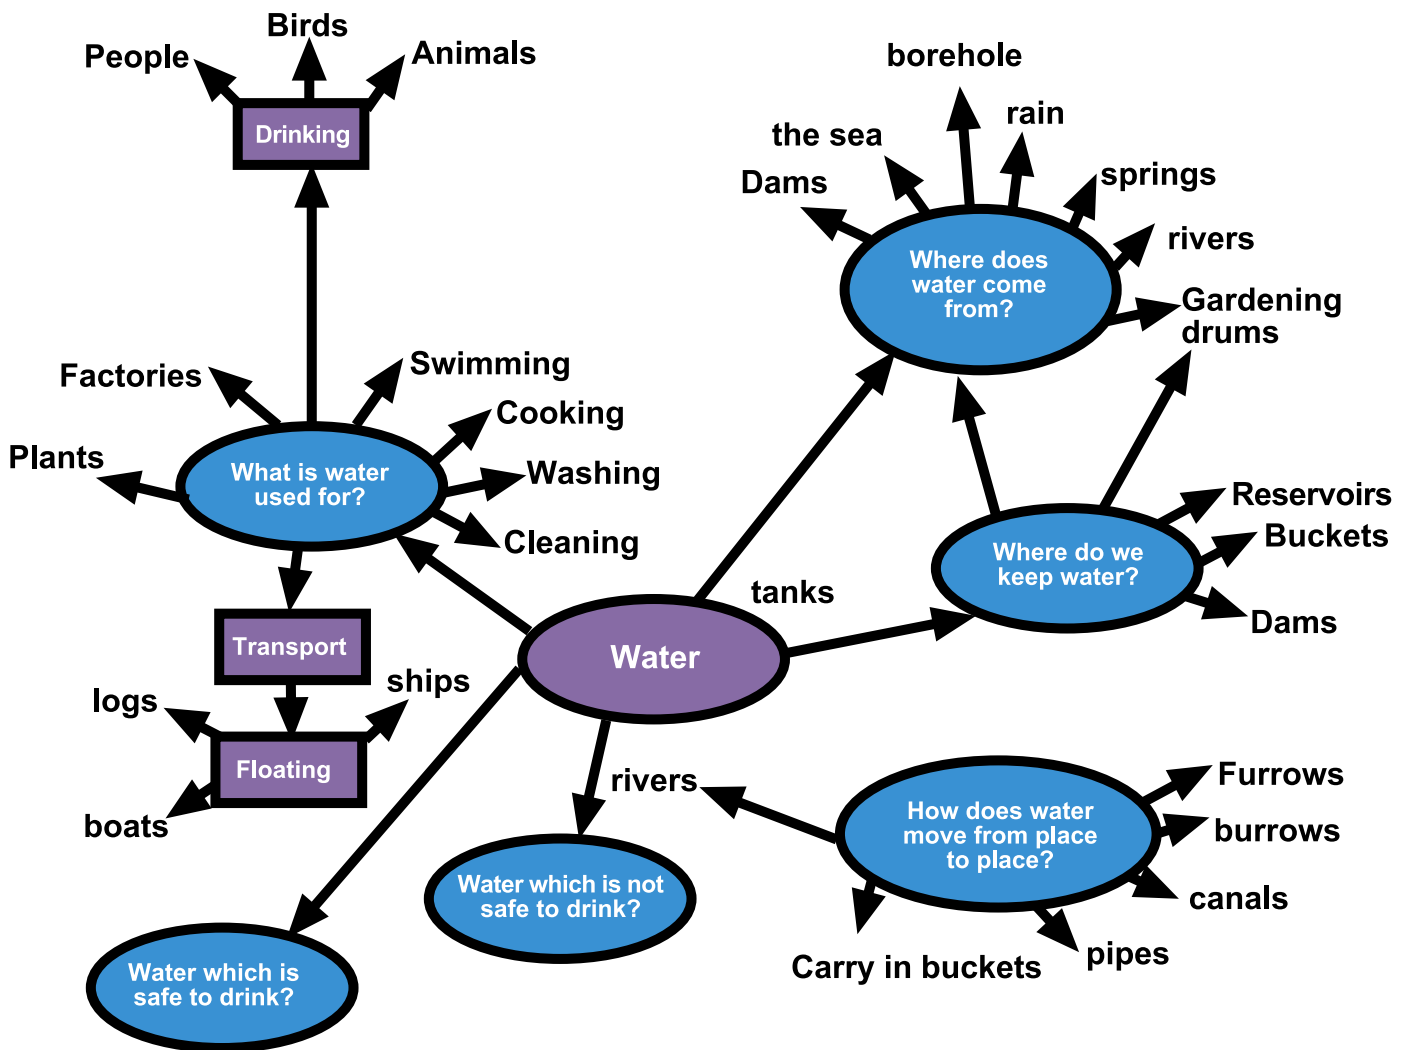 Birds
People
Animals
Drinking
borehole
rain
the sea
Dams
springs
rivers
Where does
water come
from?
Gardening
drums
Factories
Swimming
Cooking
Plants
What is water
used for?
Washing
Cleaning
Reservoirs
Buckets
Where do we
keep water?
Dams
tanks
Water
Transport
logs
ships
Floating
boats
rivers
How does water
move from place
to place?
Furrows
burrows
canals
pipes
Carry in buckets
Water which is not
safe to drink?
Water which is
safe to drink?